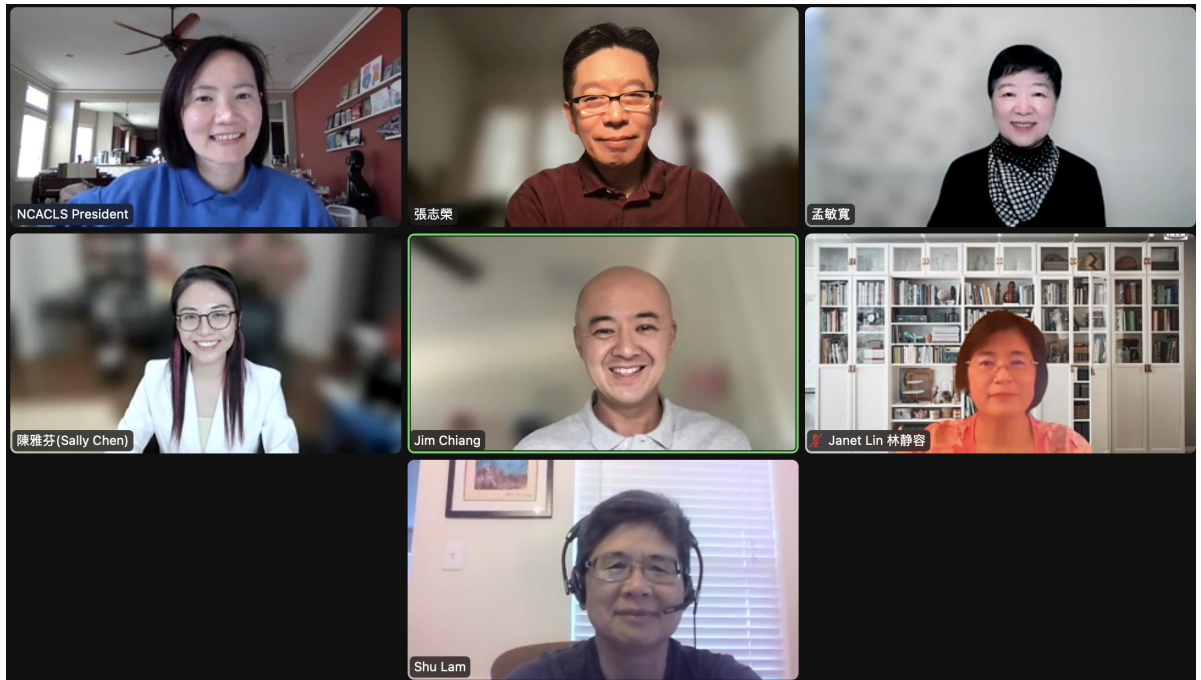 NCACLS President
張志榮
孟敏寬
陳雅芬(Sally Chen)
Jim Chiang
Janet Lin 林静容
Shu Lam